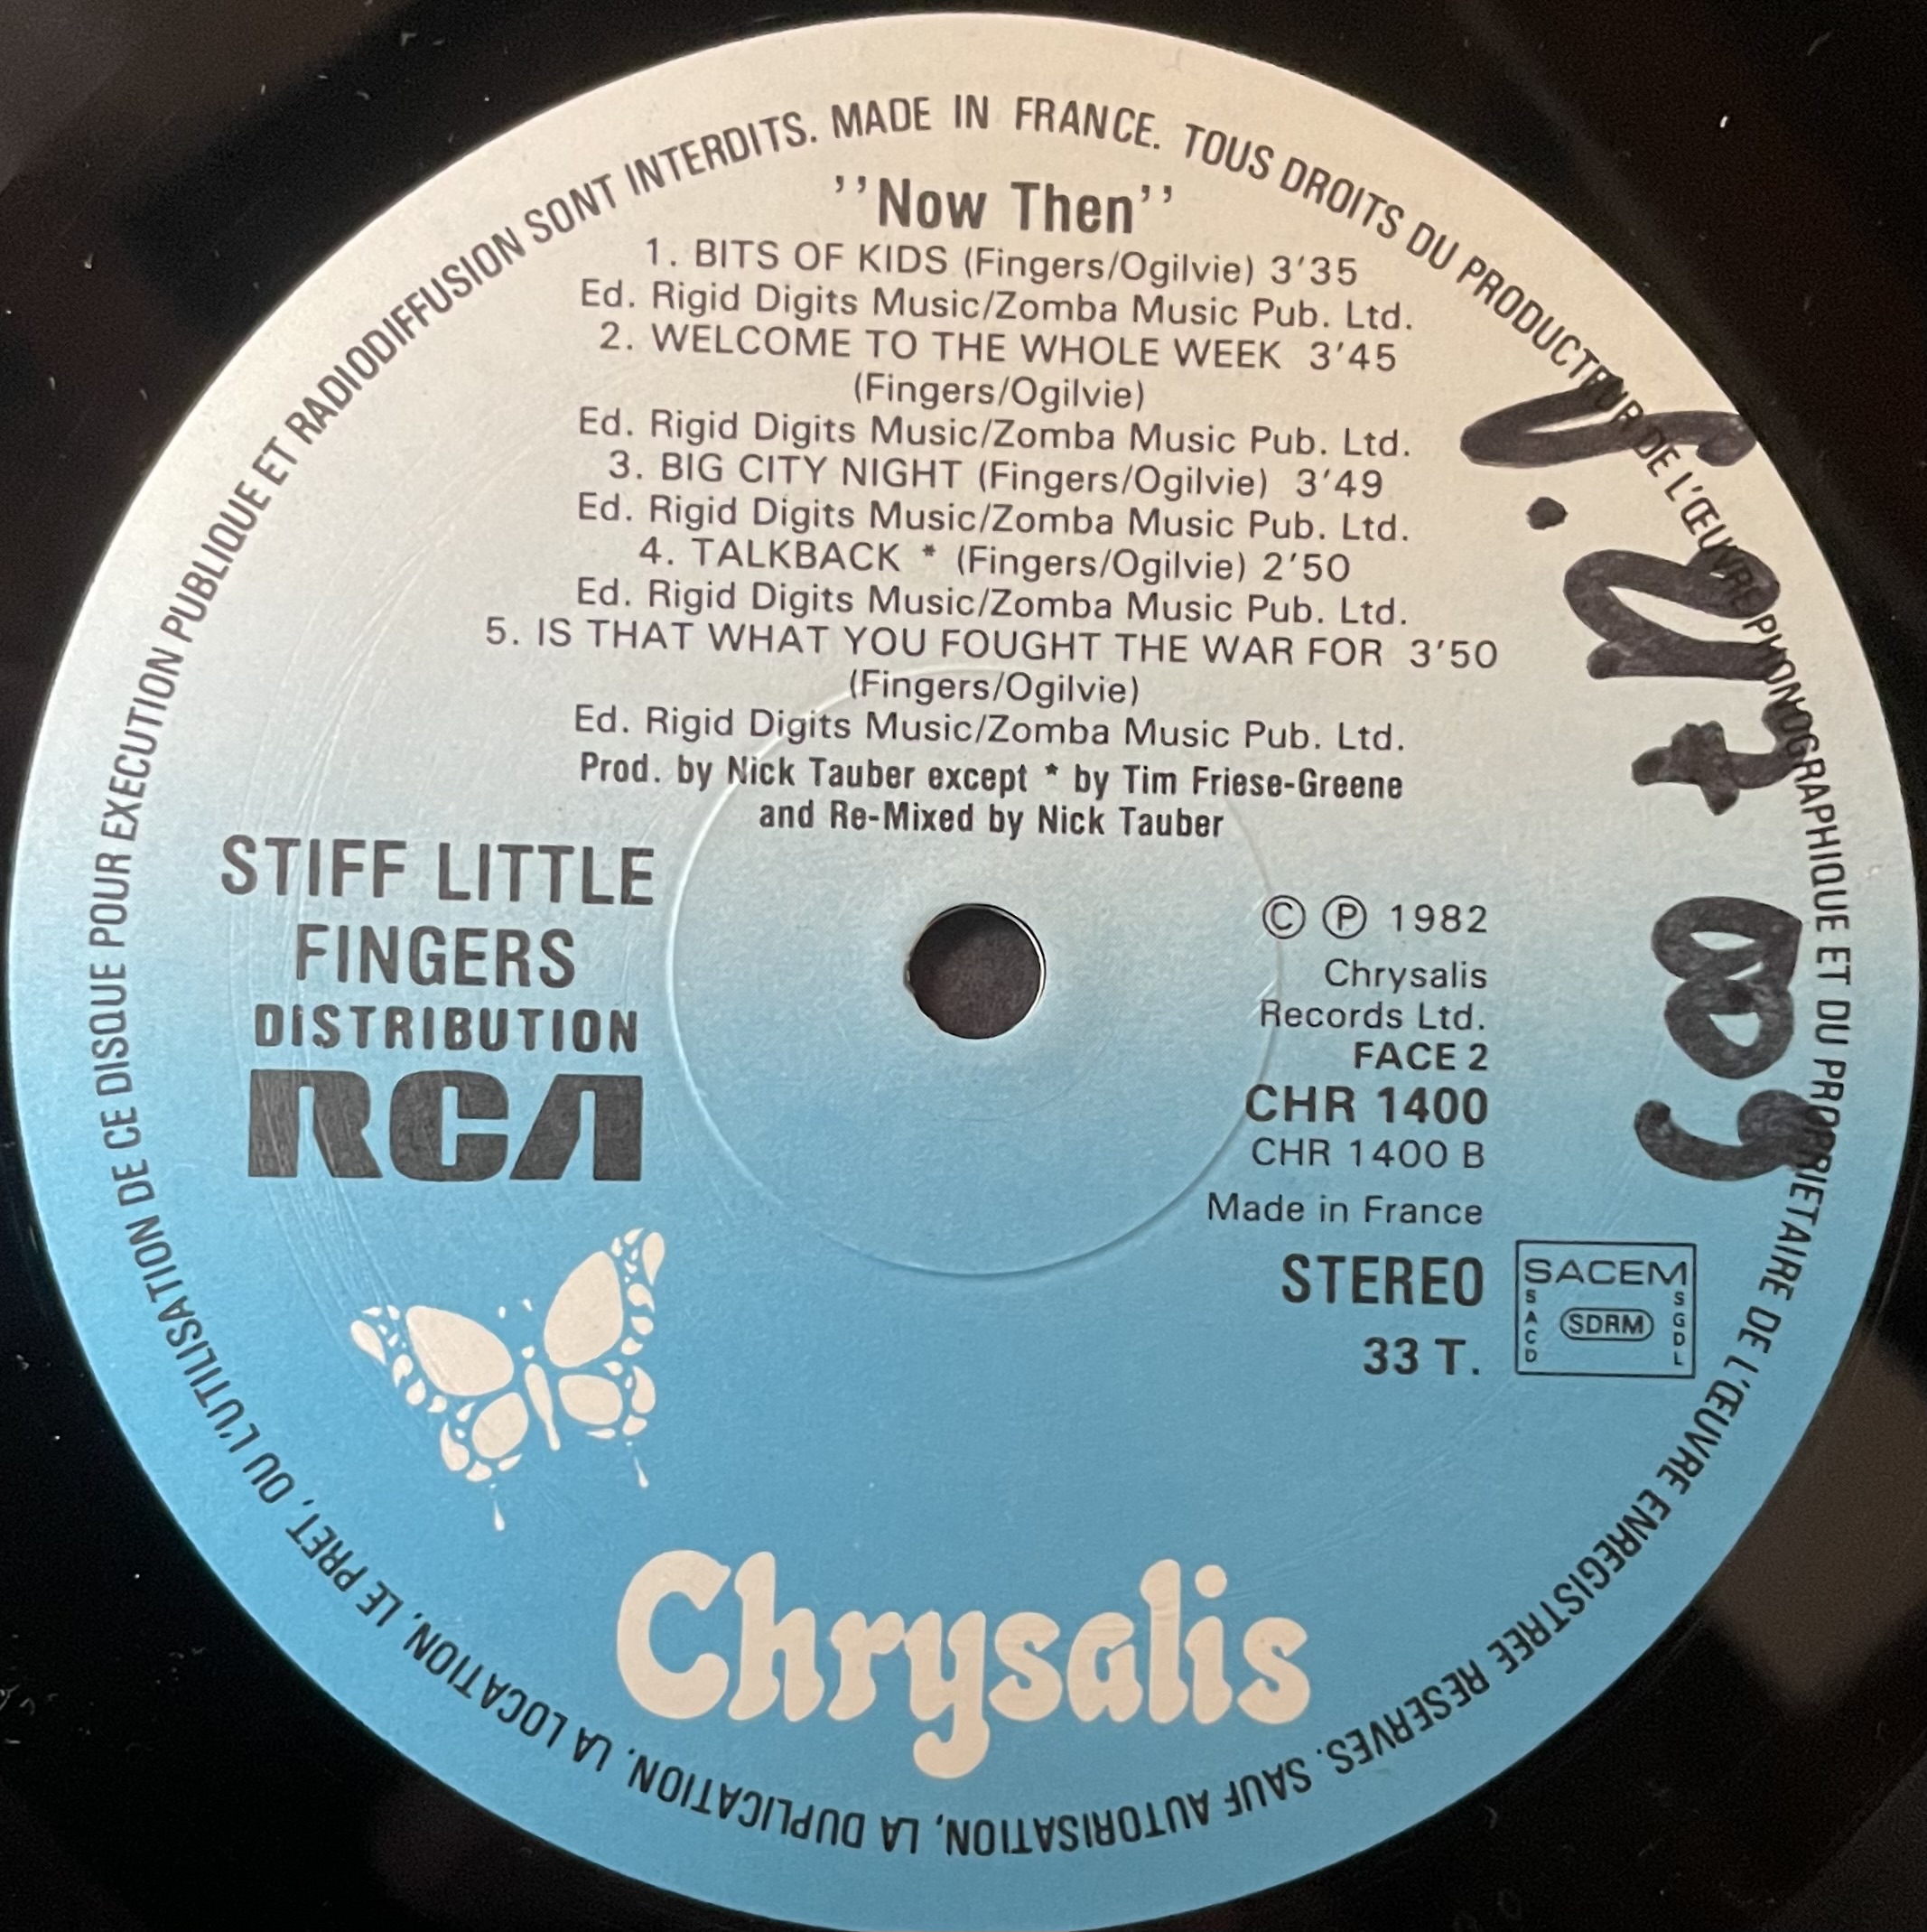 MADE IN FRANCE. TOUS DROITS DU PRODUCTEUR DE L'ŒUVRE PHONOGRAPHIQUE ET DU PROPRIETAIRE DE L'ŒUVRE ENREGISTREE RESERVES. SAUF AUTORISATION, LA DUPLICATION, LA LOCATION, LE PRET, OU L'UTILISATION DE CE DISQUE POUR EXECUTION PUBLIQUE ET RADIODIFFUSION SONT INTERDITS.
''Now Then''
1. BITS OF KIDS (Fingers/Ogilvie) 3'35
Ed. Rigid Digits Music/Zomba Music Pub. Ltd.
2. WELCOME TO THE WHOLE WEEK 3'45
(Fingers/Ogilvie)
Ed. Rigid Digits Music/Zomba Music Pub. Ltd.
3. BIG CITY NIGHT (Fingers/Ogilvie) 3'49
Ed. Rigid Digits Music/Zomba Music Pub. Ltd.
4. TALKBACK * (Fingers/Ogilvie) 2'50
Ed. Rigid Digits Music/Zomba Music Pub. Ltd.
5. IS THAT WHAT YOU FOUGHT THE WAR FOR 3'50
(Fingers/Ogilvie)
Ed. Rigid Digits Music/Zomba Music Pub. Ltd.
Prod. by Nick Tauber except * by Tim Friese-Greene
and Re-Mixed by Nick Tauber
STIFF LITTLE
FINGERS
DISTRIBUTION
RCA
© ℗ 1982
Chrysalis
Records Ltd.
FACE 2
CHR 1400
CHR 1400 B
Made in France
STEREO
33 T.
SACEM
SACD
SDRM
SGDL
Chrysalis